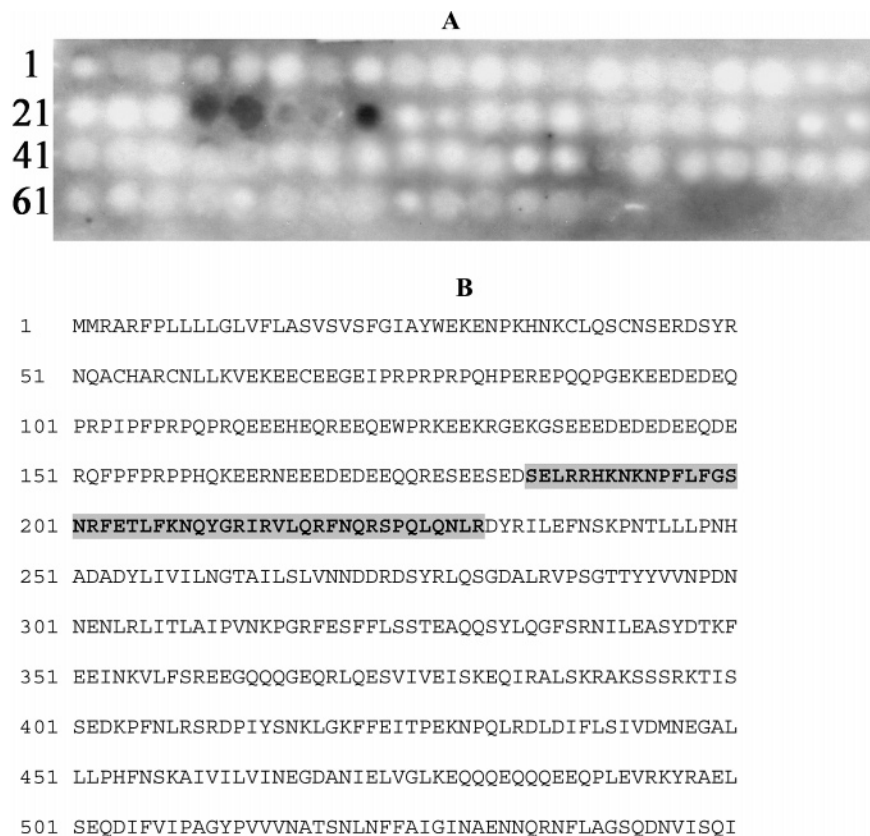 A
1
21
41
61
B
1 MMRARFPLLLLGLVFLASVSVSFGIAYWEKENPKHNKCLQSCNSERDSYR
51 NQACHARCNLLKVEKEECEEGEIPRPRPRPQHPEREPQQPGEKEEDEDEQ
101 PRPIPFPRPQPRQEEEHEQREEQEWPRKEEKRGEKGSEEEDEDEDEEQDE
151 RQFPFPRPPHQKEERNEEEDEDEEQQRESEESEDSELRRHKNKNPFLFGS
201 NRFETLFKNQYGRIRVLQRFNQRSPQLQNLRDYRILEFNSKPNTLLLPNH
251 ADADYLIVILNGTAILSLVNNDDRDSYRLQSGDALRVPSGTTYYVVNPDN
301 NENLRLITLAIPVNKPGRFESFFLSSTEAQQSYLQGFSRNILEASYDTKF
351 EEINKVLFSREEGQQQGEQRLQESVIVEISKEQIRALSKRAKSSSRKTIS
401 SEDKPFNLRSRDPIYSNKLGKFFEITPEKNPQLRDLDIFLSIVDMNEGAL
451 LLPHFNSKAIVILVINEGDANIELVGLKEQQQEQQQEEQPLEVRKYRAEL
501 SEQDIFVIPAGYPVVVNATSNLNFFAIGINAENNQRNFLAGSQDNVISQI